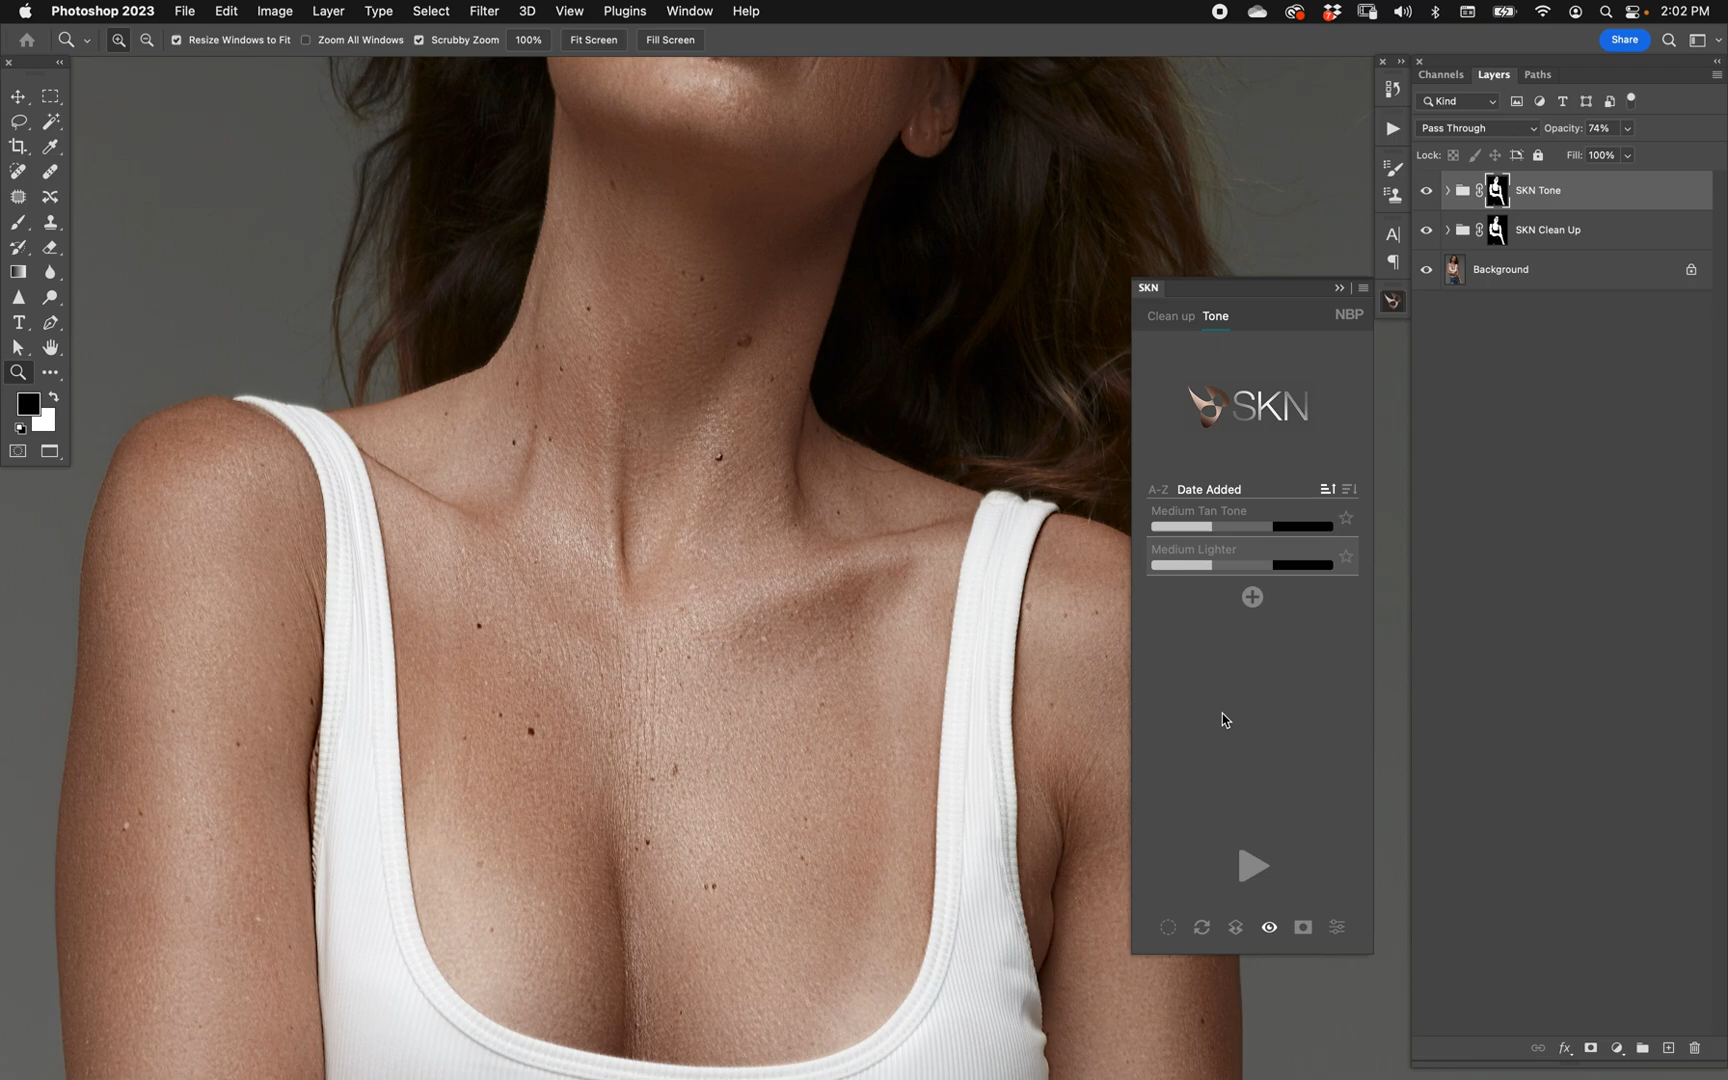 Photoshop 2023 File Edit Image Layer Type Select Filter 3D View Plugins Window Help 2:02 PM
Resize Windows to Fit Zoom All Windows Scrubby Zoom 100% Fit Screen Fill Screen Share
Channels Layers Paths
Kind
Pass Through Opacity: 74%
Lock: Fill: 100%
SKN Tone
SKN Clean Up
Background
SKN
Clean up Tone NBP
SKN
A-Z Date Added
Medium Tan Tone
Medium Lighter